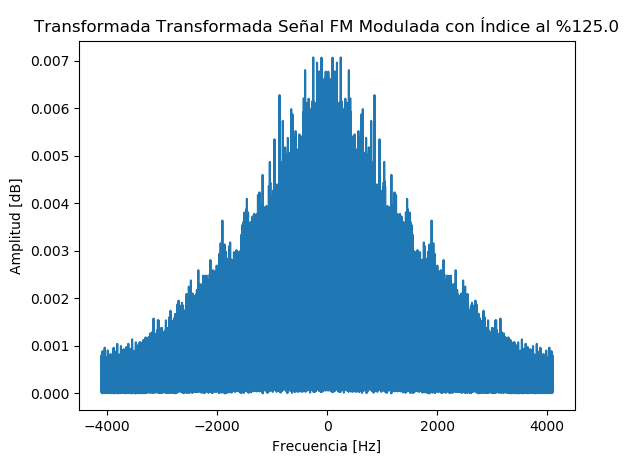 Transformada Transformada Señal FM Modulada con Índice al %125.0
0.007
0.006
0.005
0.004
0.003
0.002
0.001
0.000
Amplitud [dB]
−4000 −2000 0 2000 4000
Frecuencia [Hz]